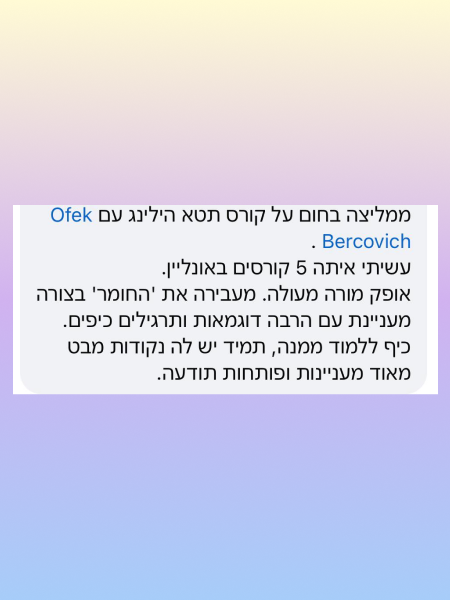 ממליצה בחום על קורס תטא הילינג עם Ofek
Bercovich .
עשיתי איתה 5 קורסים באונליין.
אופק מורה מעולה. מעבירה את 'החומר' בצורה
מעניינת עם הרבה דוגמאות ותרגילים כיפים.
כיף ללמוד ממנה, תמיד יש לה נקודות מבט
מאוד מעניינות ופותחות תודעה.